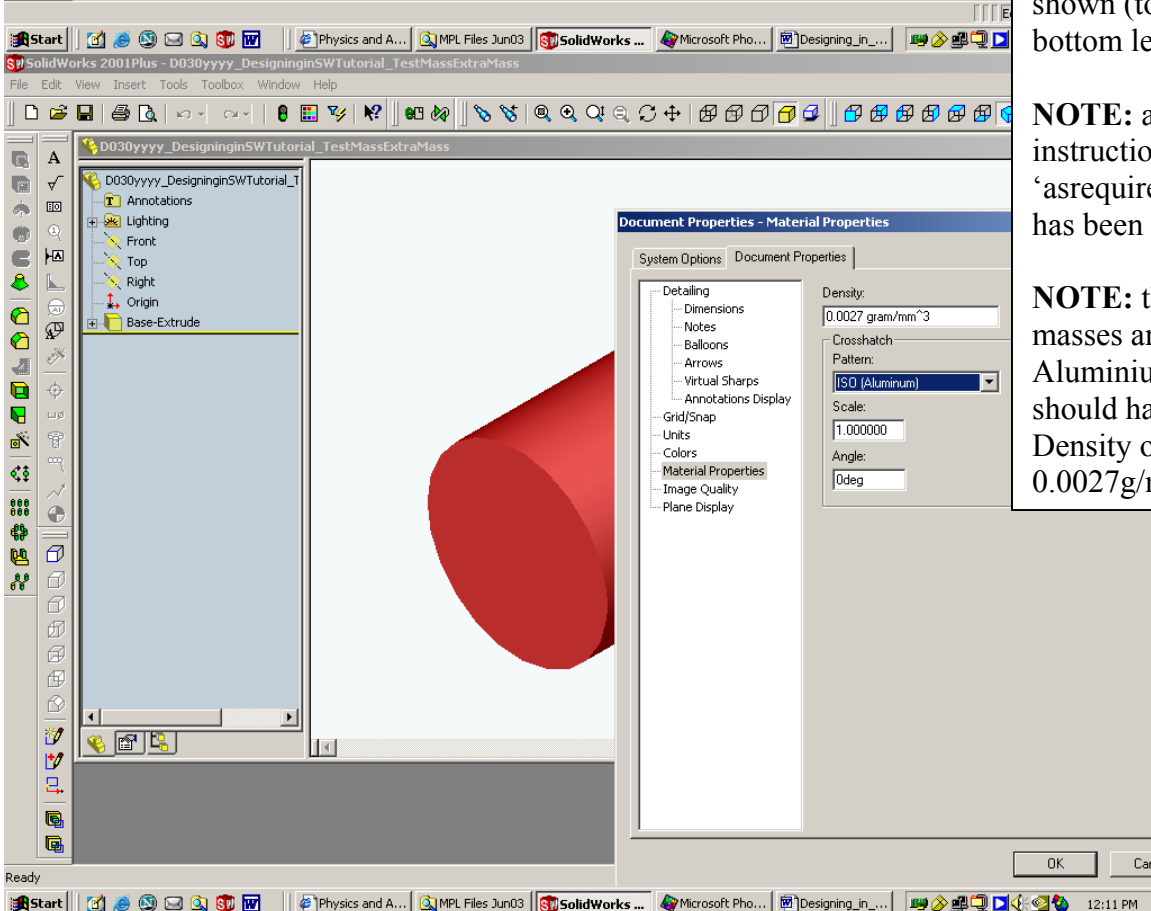 shown (to
bottom le
Start Physics and A... MPL Files Jun03 SolidWorks ... Microsoft Pho... Designing_in_...
SolidWorks 2001Plus - D030yyyy_DesigninginSWTutorial_TestMassExtraMass
File Edit View Insert Tools Toolbox Window Help
NOTE: a
instructio
'asrequire
has been
D030yyyy_DesigninginSWTutorial_TestMassExtraMass
D030yyyy_DesigninginSWTutorial_T
Annotations
Lighting
Front
Top
Right
Origin
Base-Extrude
Document Properties - Material Properties
System Options Document Properties
Detailing
Dimensions
Notes
Balloons
Arrows
Virtual Sharps
Annotations Display
Grid/Snap
Units
Colors
Material Properties
Image Quality
Plane Display
Density:
0.0027 gram/mm^3
Crosshatch
Pattern:
ISO (Aluminum)
Scale:
1.000000
Angle:
0deg
NOTE: t
masses ar
Aluminiu
should ha
Density o
0.0027g/r
OK Can
Ready
Start Physics and A... MPL Files Jun03 SolidWorks ... Microsoft Pho... Designing_in_... 12:11 PM